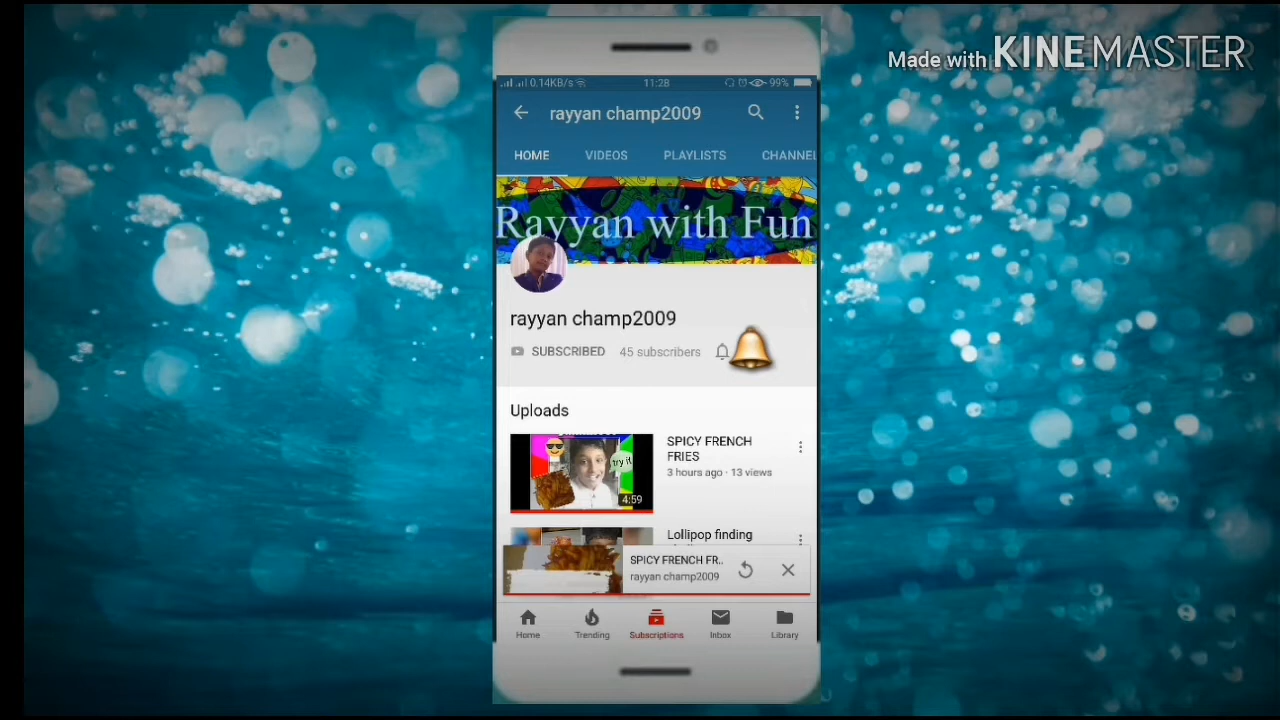 Made with KINEMASTER
0.14KB/s 11:28 99%
rayyan champ2009
HOME VIDEOS PLAYLISTS CHANNEL
Rayyan with Fun
rayyan champ2009
SUBSCRIBED 45 subscribers
Uploads
SPICY FRENCH
FRIES
3 hours ago · 13 views
try it
4:59
Lollipop finding
SPICY FRENCH FR..
rayyan champ2009
Home Trending Subscriptions Inbox Library